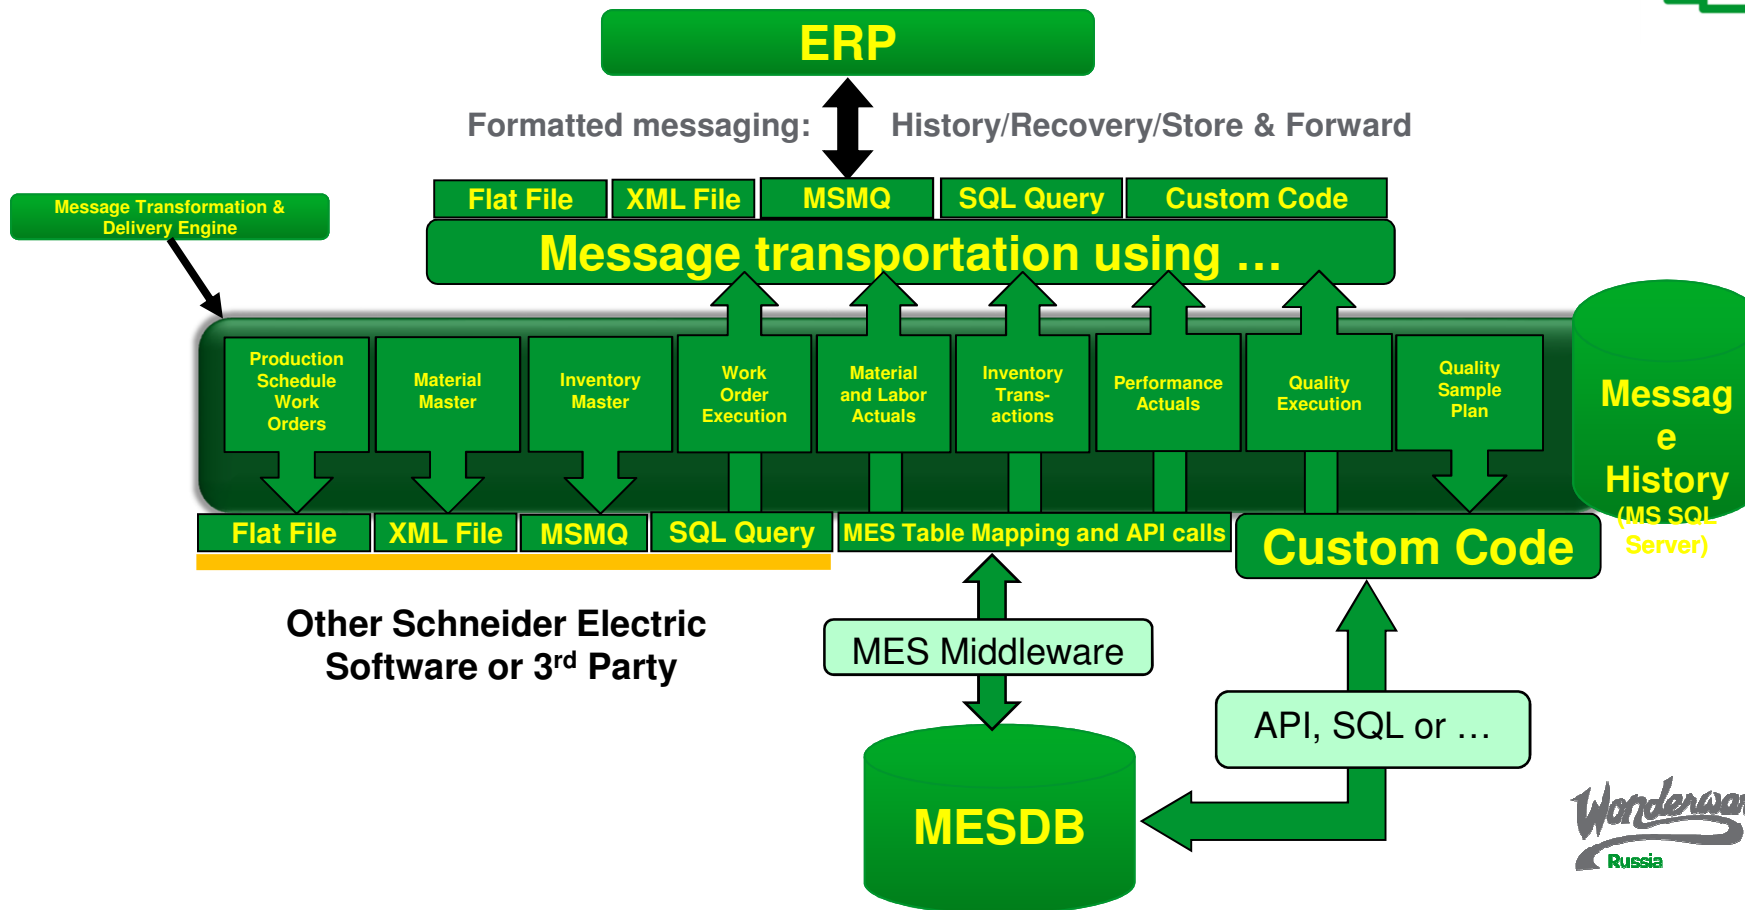 ERP
Formatted messaging:
History/Recovery/Store & Forward
Flat File
XML File
MSMQ
SQL Query
Custom Code
Message transportation using …
Message Transformation &
Delivery Engine
Production
Schedule
Work
Orders
Material
Master
Inventory
Master
Work
Order
Execution
Material
and Labor
Actuals
Inventory
Trans-
actions
Performance
Actuals
Quality
Execution
Quality
Sample
Plan
Messag
e
History
(MS SQL
Server)
Flat File
XML File
MSMQ
SQL Query
MES Table Mapping and API calls
Custom Code
Other Schneider Electric
Software or 3rd Party
MES Middleware
API, SQL or …
MESDB
Wonderwar
Russia